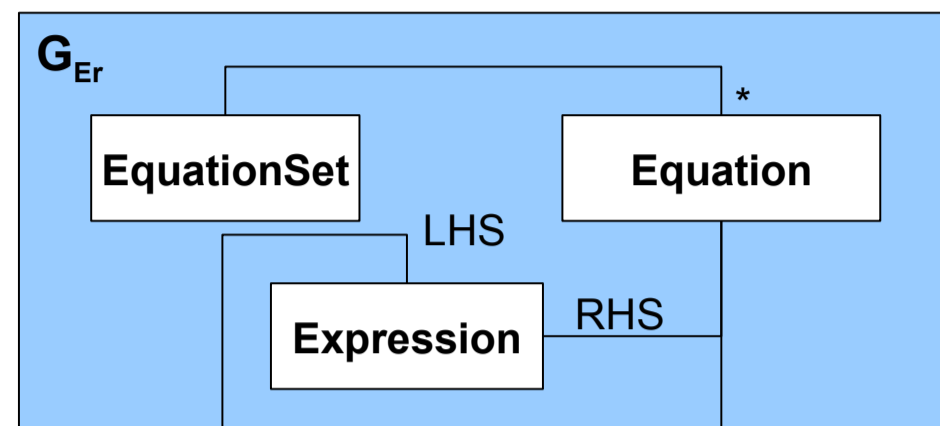 G_Er
*
EquationSet
Equation
LHS
RHS
Expression